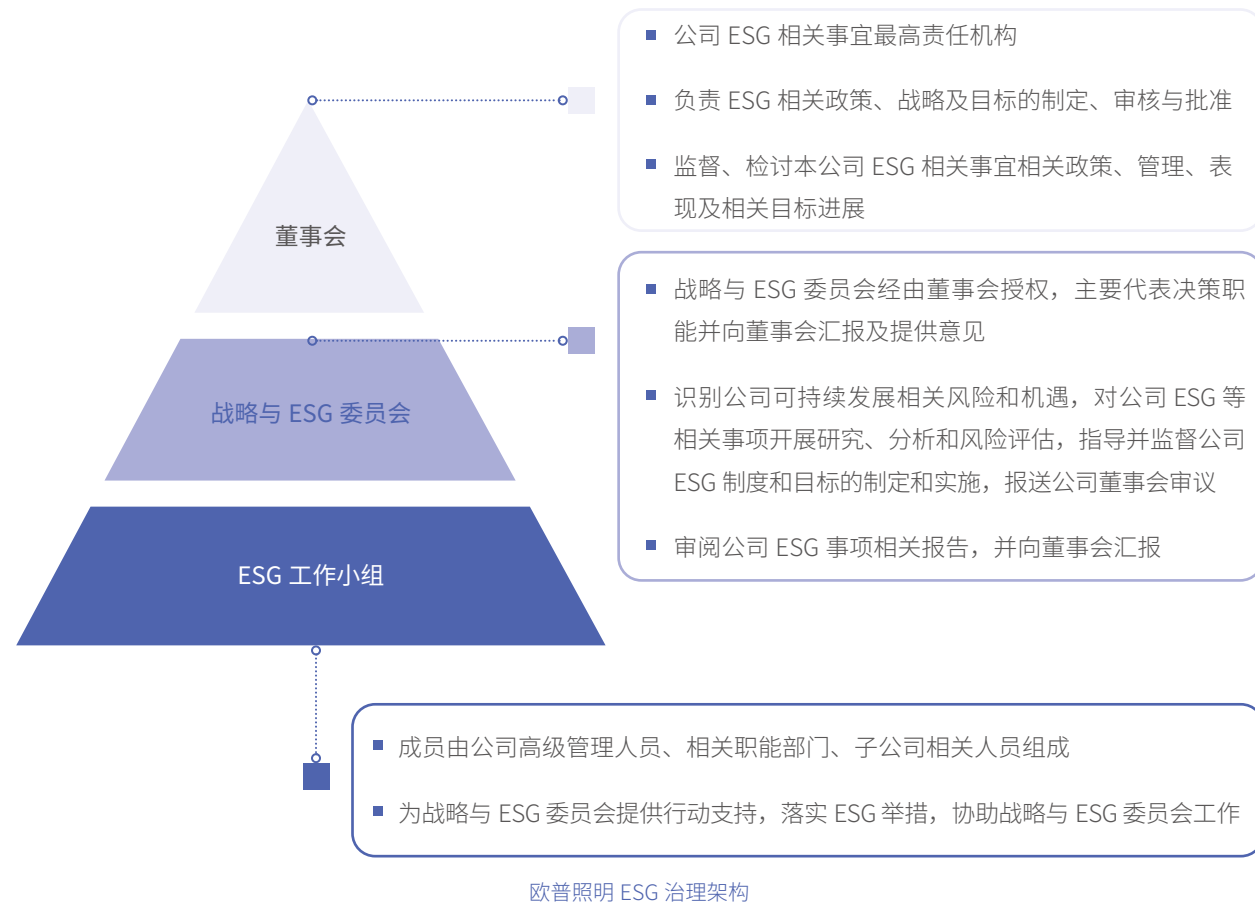 公司 ESG 相关事宜最高责任机构
负责 ESG 相关政策、战略及目标的制定、审核与批准
监督、检讨本公司 ESG 相关事宜相关政策、管理、表
现及相关目标进展
董事会
战略与 ESG 委员会经由董事会授权，主要代表决策职
能并向董事会汇报及提供意见
识别公司可持续发展相关风险和机遇，对公司 ESG 等
相关事项开展研究、分析和风险评估，指导并监督公司
ESG 制度和目标的制定和实施，报送公司董事会审议
审阅公司 ESG 事项相关报告，并向董事会汇报
战略与 ESG 委员会
ESG 工作小组
成员由公司高级管理人员、相关职能部门、子公司相关人员组成
为战略与 ESG 委员会提供行动支持，落实 ESG 举措，协助战略与 ESG 委员会工作
欧普照明 ESG 治理架构